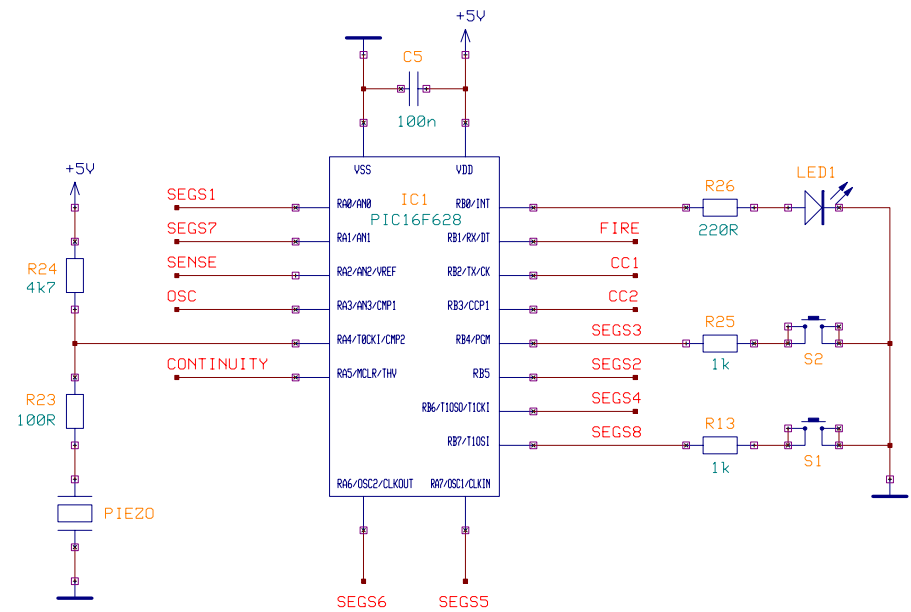 +5V
C5
100n
+5V
VSS
VDD
IC1
PIC16F628
SEGS1
RA0/AN0
RB0/INT
R26
220R
LED1
SEGS7
RA1/AN1
RB1/RX/DT
FIRE
SENSE
RA2/AN2/VREF
RB2/TX/CK
CC1
R24
4k7
OSC
RA3/AN3/CMP1
RB3/CCP1
CC2
RA4/T0CKI/CMP2
RB4/PGM
SEGS3
R25
1k
S2
CONTINUITY
RA5/MCLR/THV
RB5
SEGS2
R23
100R
RB6/T1OSO/T1CKI
SEGS4
RB7/T1OSI
SEGS8
R13
1k
S1
RA6/OSC2/CLKOUT
RA7/OSC1/CLKIN
PIEZO
SEGS6
SEGS5